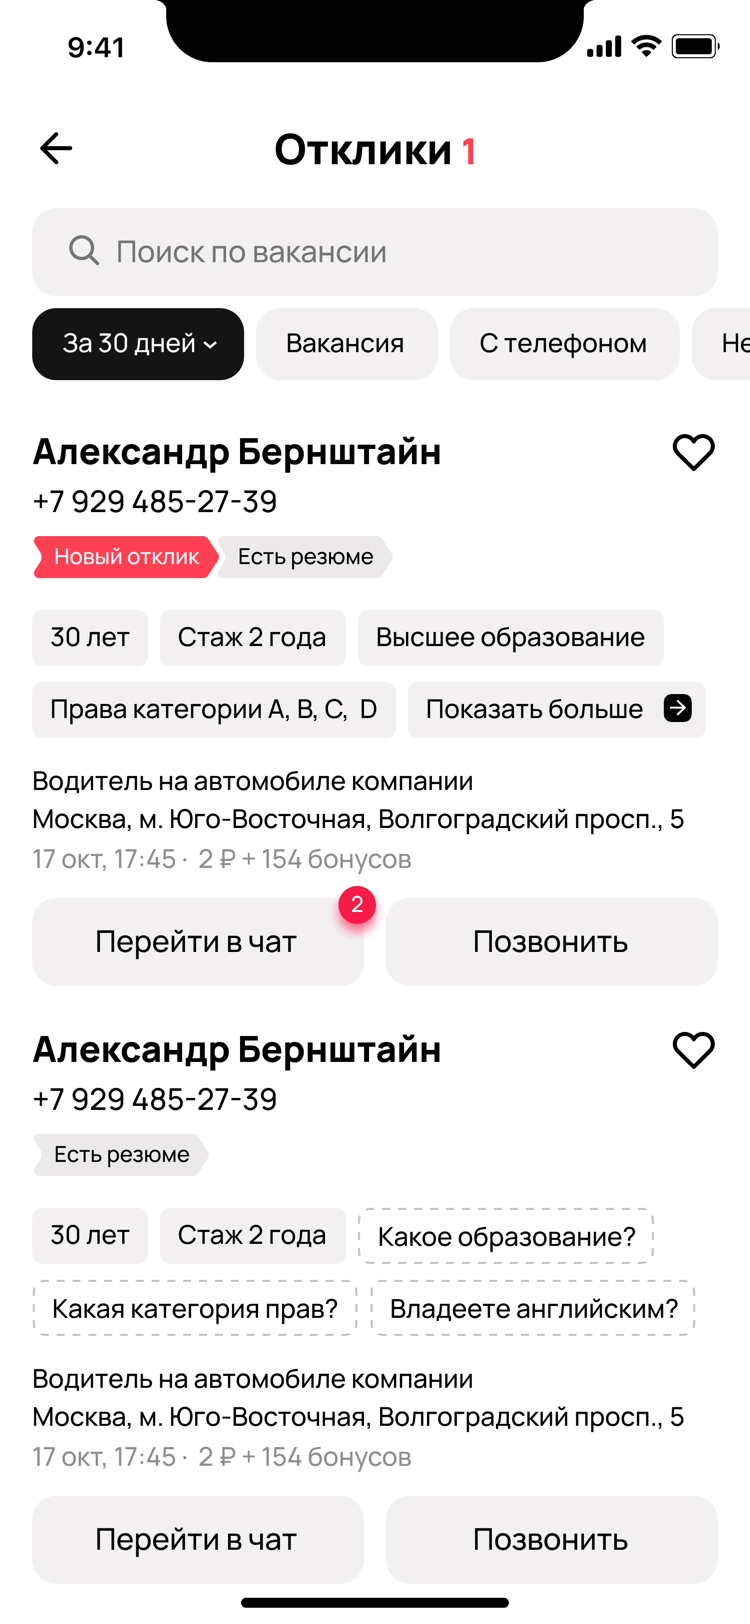 9:41
Отклики 1
Поиск по вакансии
За 30 дней Вакансия С телефоном Не
Александр Бернштайн
+7 929 485-27-39
Новый отклик Есть резюме
30 лет Стаж 2 года Высшее образование
Права категории А, В, С, D Показать больше
Водитель на автомобиле компании
Москва, м. Юго-Восточная, Волгоградский просп., 5
17 окт, 17:45 · 2 ₽ + 154 бонусов
2
Перейти в чат Позвонить
Александр Бернштайн
+7 929 485-27-39
Есть резюме
30 лет Стаж 2 года Какое образование?
Какая категория прав? Владеете английским?
Водитель на автомобиле компании
Москва, м. Юго-Восточная, Волгоградский просп., 5
17 окт, 17:45 · 2 ₽ + 154 бонусов
Перейти в чат Позвонить